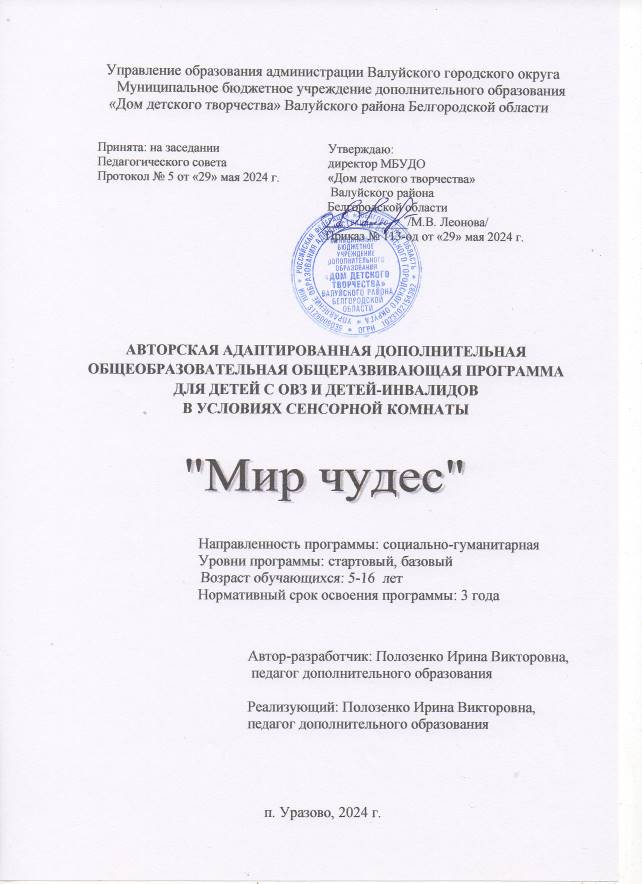 Управление образования администрации Валуйского городского округа
Муниципальное бюджетное учреждение дополнительного образования
«Дом детского творчества» Валуйского района Белгородской области
Принята: на заседании
Педагогического совета
Протокол № 5 от «29» мая 2024 г.
Утверждаю:
директор МБУДО
«Дом детского творчества»
Валуйского района
Белгородской области
/М.В. Леонова/
Приказ № 113-од от «29» мая 2024 г.
МУНИЦИПАЛЬНОЕ
БЮДЖЕТНОЕ
УЧРЕЖДЕНИЕ
ДОПОЛНИТЕЛЬНОГО
ОБРАЗОВАНИЯ
«ДОМ ДЕТСКОГО
ТВОРЧЕСТВА»
ВАЛУЙСКОГО РАЙОНА
БЕЛГОРОДСКОЙ
ОБЛАСТИ
АВТОРСКАЯ АДАПТИРОВАННАЯ ДОПОЛНИТЕЛЬНАЯ
ОБЩЕОБРАЗОВАТЕЛЬНАЯ ОБЩЕРАЗВИВАЮЩАЯ ПРОГРАММА
ДЛЯ ДЕТЕЙ С ОВЗ И ДЕТЕЙ-ИНВАЛИДОВ
В УСЛОВИЯХ СЕНСОРНОЙ КОМНАТЫ
"Мир чудес"
Направленность программы: социально-гуманитарная
Уровни программы: стартовый, базовый
Возраст обучающихся: 5-16 лет
Нормативный срок освоения программы: 3 года
Автор-разработчик: Полозенко Ирина Викторовна,
педагог дополнительного образования
Реализующий: Полозенко Ирина Викторовна,
педагог дополнительного образования
п. Уразово, 2024 г.